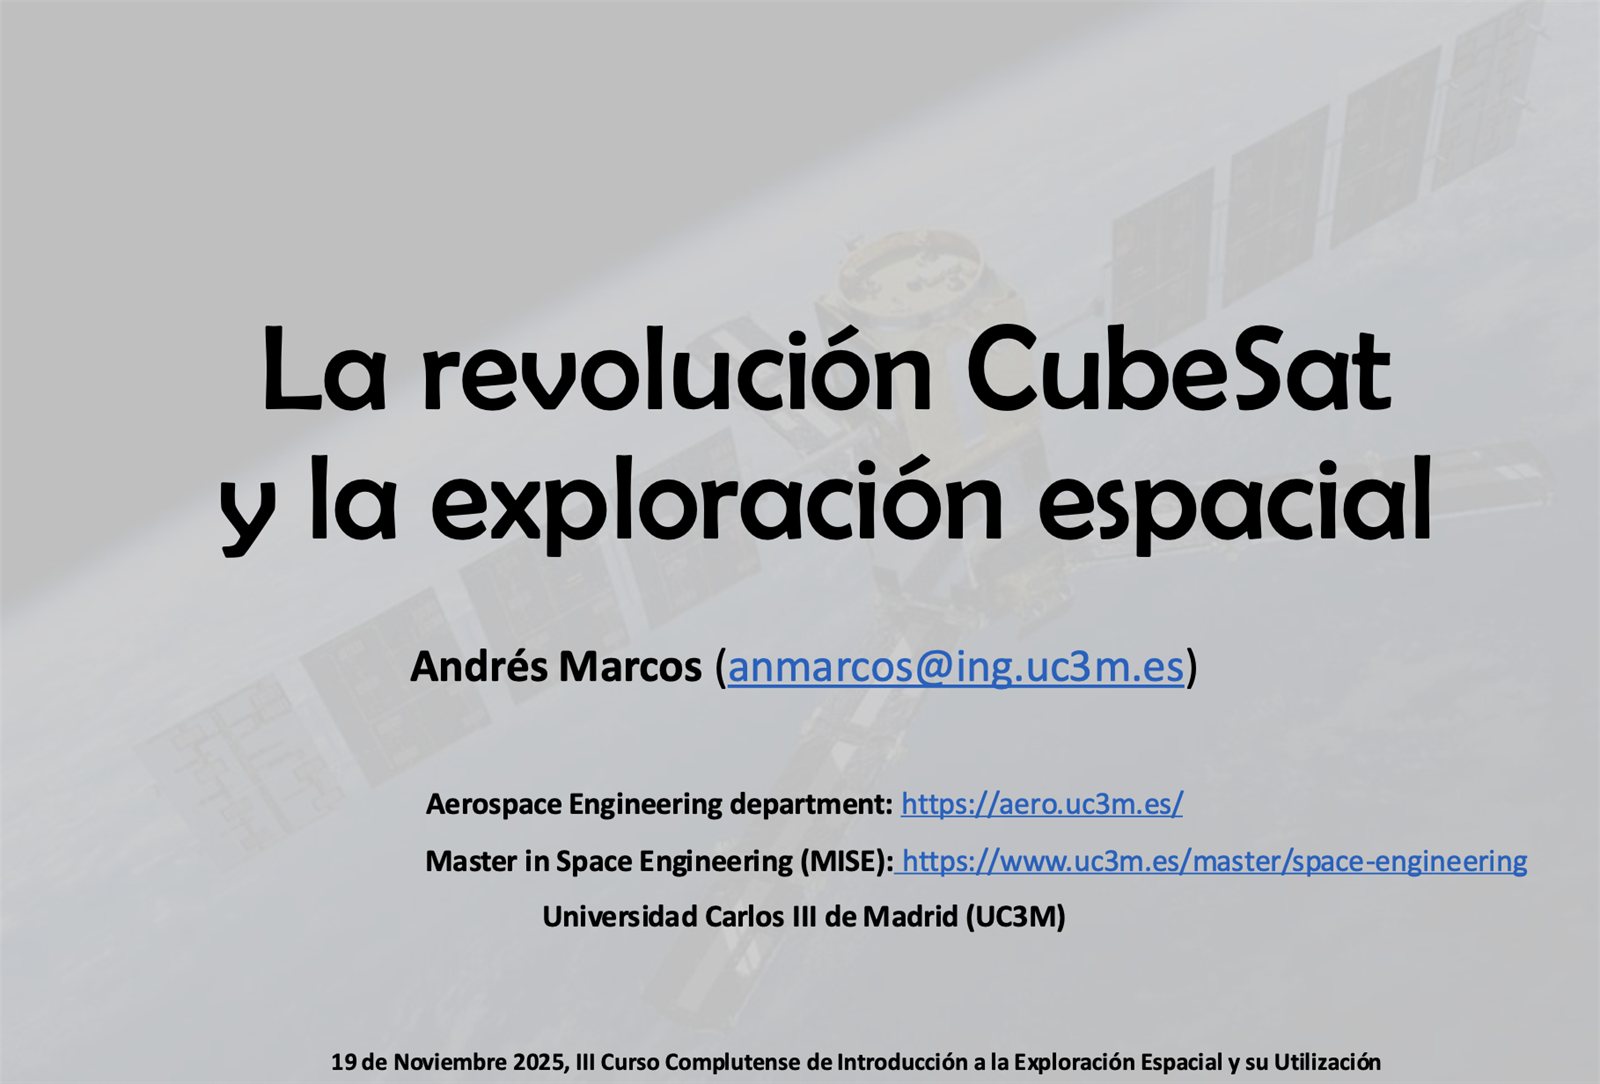 La revolución CubeSat
y la exploración espacial
Andrés Marcos (anmarcos@ing.uc3m.es)
Aerospace Engineering department: https://aero.uc3m.es/
Master in Space Engineering (MISE): https://www.uc3m.es/master/space-engineering
Universidad Carlos III de Madrid (UC3M)
19 de Noviembre 2025, III Curso Complutense de Introducción a la Exploración Espacial y su Utilización